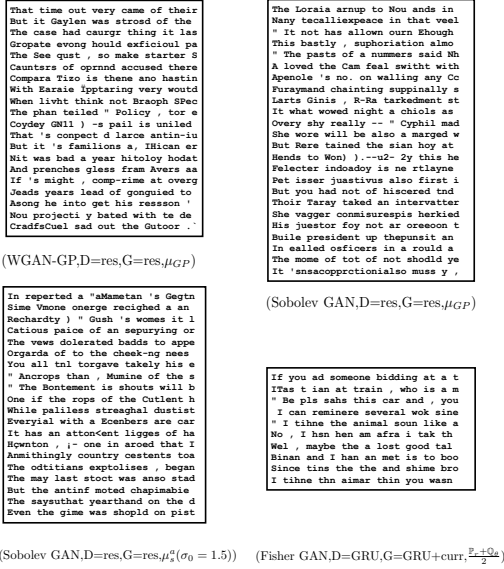 That time out very came of their
But it Gaylen was strosd of the
The case had caurgr thing it las
Gropate evong hould exficioul pa
The See qust , so make starter S
Cauntsrs of oprnnd accused there
Compara Tizo is thene ano hastin
With Earaie Ïpptaring very woutd
When livht think not Braoph SPec
The phan teiled " Policy , tor e
Coydey GN11 ) -s pail is uniled
That 's conpect d larce antin-iu
But it 's familions a, IHican er
Nit was bad a year hitoloy hodat
And prenches gless fram Avers aa
If 's might , comp-rime at overg
Jeads years lead of gonguied to
Asong he into get his ressson '
Nou projecti y bated with te de
CradfsCuel sad out the Gutoor .`
(WGAN-GP,D=res,G=res,μ_GP)
The Loraia arnup to Nou ands in
Nany tecalliexpeace in that veel
" It not has allown ourn Ehough
This bastly , suphoriation almo
" The pasts of a nummers said Nh
A loved the Cam feal switht with
Apenole 's no. on walling any Cc
Furaymand chainting suppinally s
Larts Ginis , R-Ra tarkedment st
It what wowed night a chiols as
Overy shy really -- " Cyphil mad
She wore will be also a marged w
But Rere tained the sian hoy at
Hends to Won) ).--u2- 2y this he
Felecter indoadoy is ne rtlayne
Pet isser juastivus also first i
But you had not of hiscered tnd
Thoir Taray taked an intervatter
She vagger conmisurespis herkied
His juestor foy not ar oreeoon t
Buile president up thepunsit an
In alled osficers in a rould a
The mome of tot of not shodld ye
It 'snsacopprctionialso muss y ,
(Sobolev GAN,D=res,G=res,μ_GP)
In reperted a "aMametan 's Gegtn
Sime Vmone onerge recighed a an
Rechardty ) " Gush 's womes it l
Catious paice of an sepurying or
The vews dolerated badds to appe
Orgarda of to the cheek-ng nees
You all tnl torgave takely his e
" Ancrops than , Mumine of the s
" The Bontement is shouts will b
One if the rops of the Cutlent h
While paliless streaghal dustist
Everyial with a Ecenbers are car
It has an atton<ent ligges of ha
Hçwnton , ¡- one in aroed that I
Anmithingly country cestents toa
The odtitians exptolises , began
The may last stoct was anso stad
But the antinf moted chapimabie
The saysuthat yearthand on the d
Even the gime was shopld on pist
(Sobolev GAN,D=res,G=res,μ_s^a(σ_0 = 1.5))
If you ad someone bidding at a t
ITas t ian at train , who is a m
" Be pls sahs this car and , you
I can reminere several wok sine
" I tihne the animal soun like a
No , I hsn hen am afra i tak th
Wel , maybe the a lost good tal
Binan and I han an met is to boo
Since tins the the and shime bro
I tihne thn aimar thin you wasn
(Fisher GAN,D=GRU,G=GRU+curr,(ℙ_r+ℚ_θ)/2)